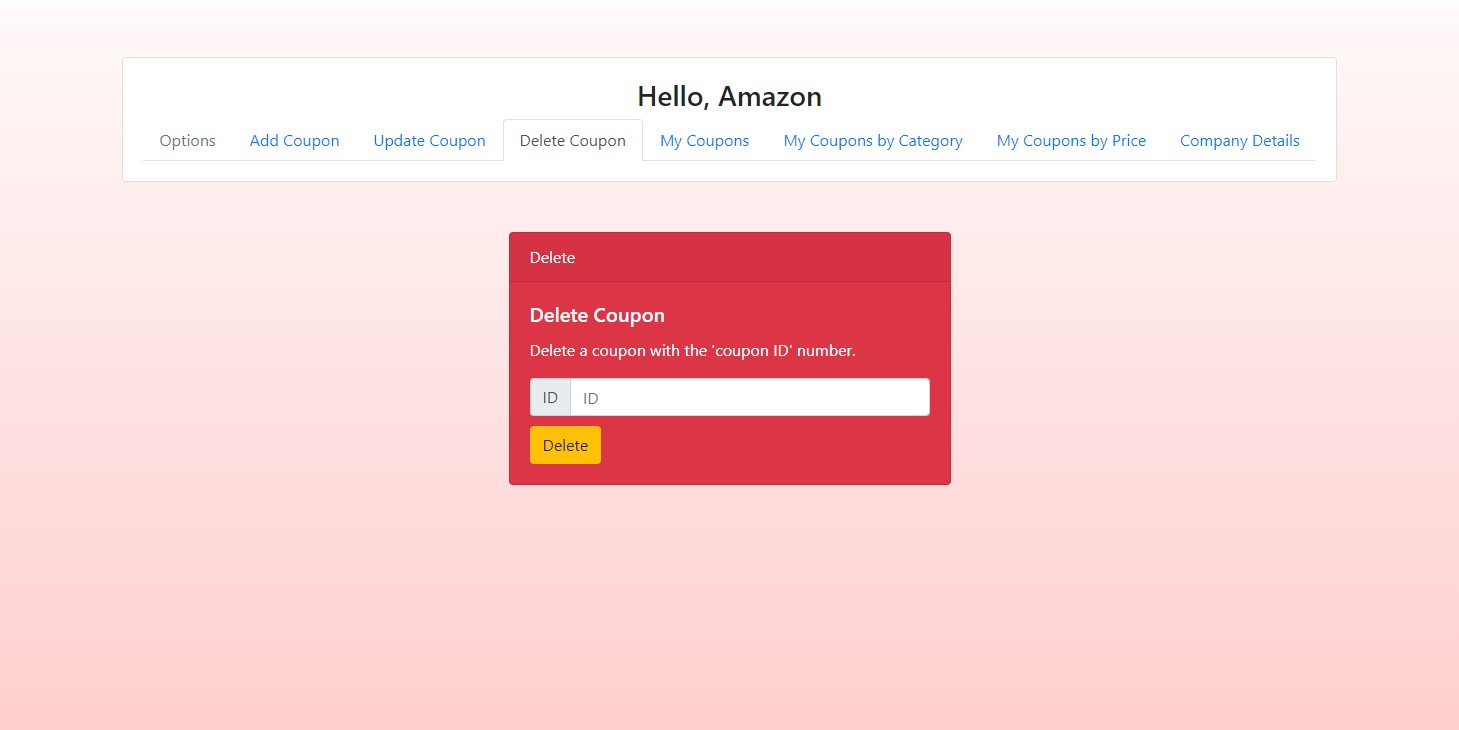 Hello, Amazon
Options Add Coupon Update Coupon Delete Coupon My Coupons My Coupons by Category My Coupons by Price Company Details
Delete
Delete Coupon
Delete a coupon with the 'coupon ID' number.
ID ID
Delete